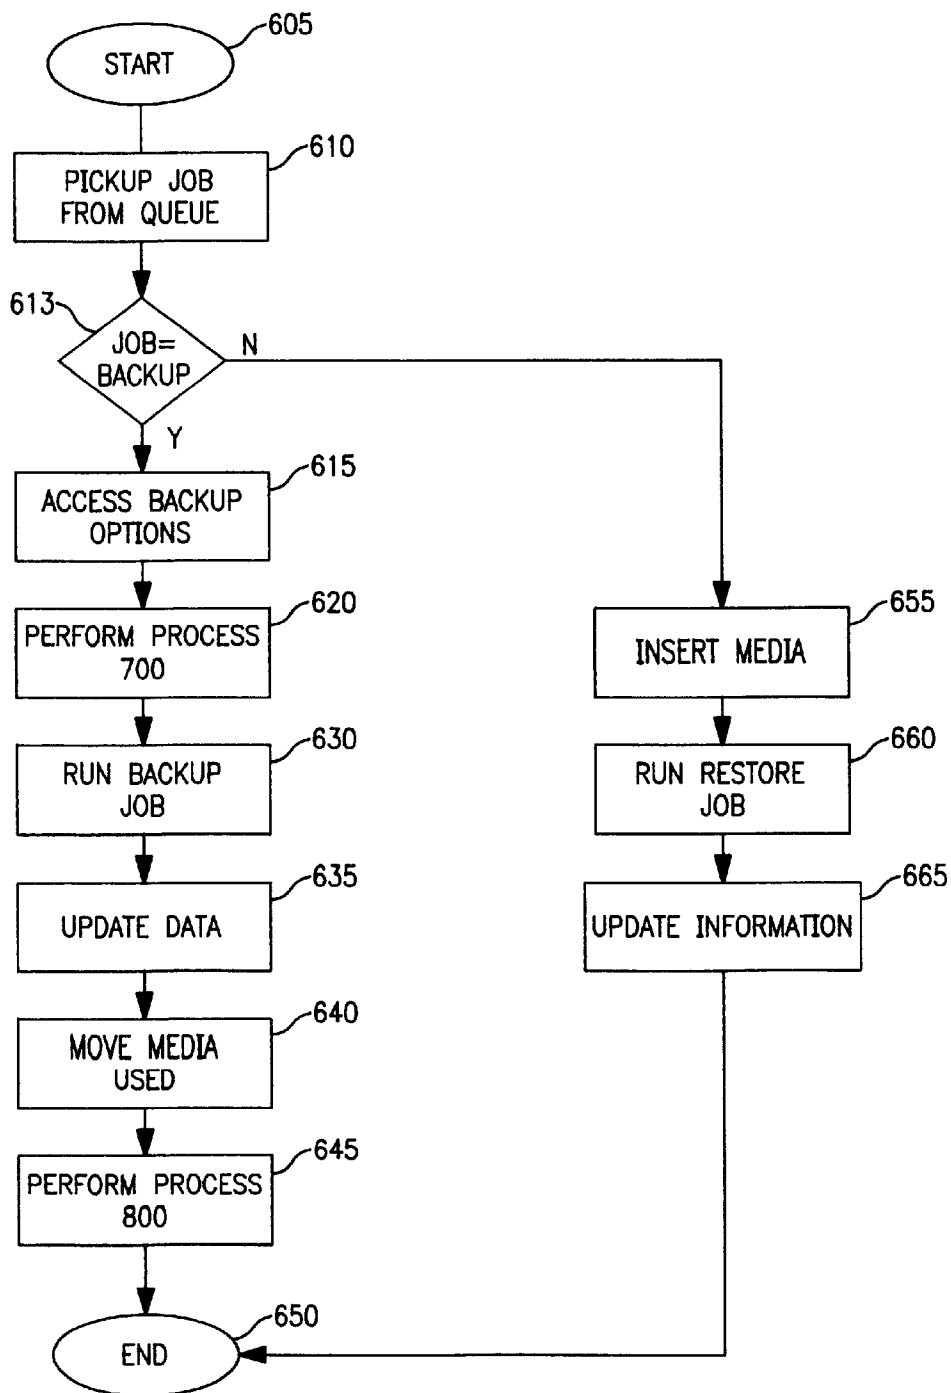 605
START
610
PICKUP JOB
FROM QUEUE
613
JOB=
BACKUP
N
Y
615
ACCESS BACKUP
OPTIONS
620
PERFORM PROCESS
700
655
INSERT MEDIA
630
RUN BACKUP
JOB
660
RUN RESTORE
JOB
635
UPDATE DATA
665
UPDATE INFORMATION
640
MOVE MEDIA
USED
645
PERFORM PROCESS
800
650
END